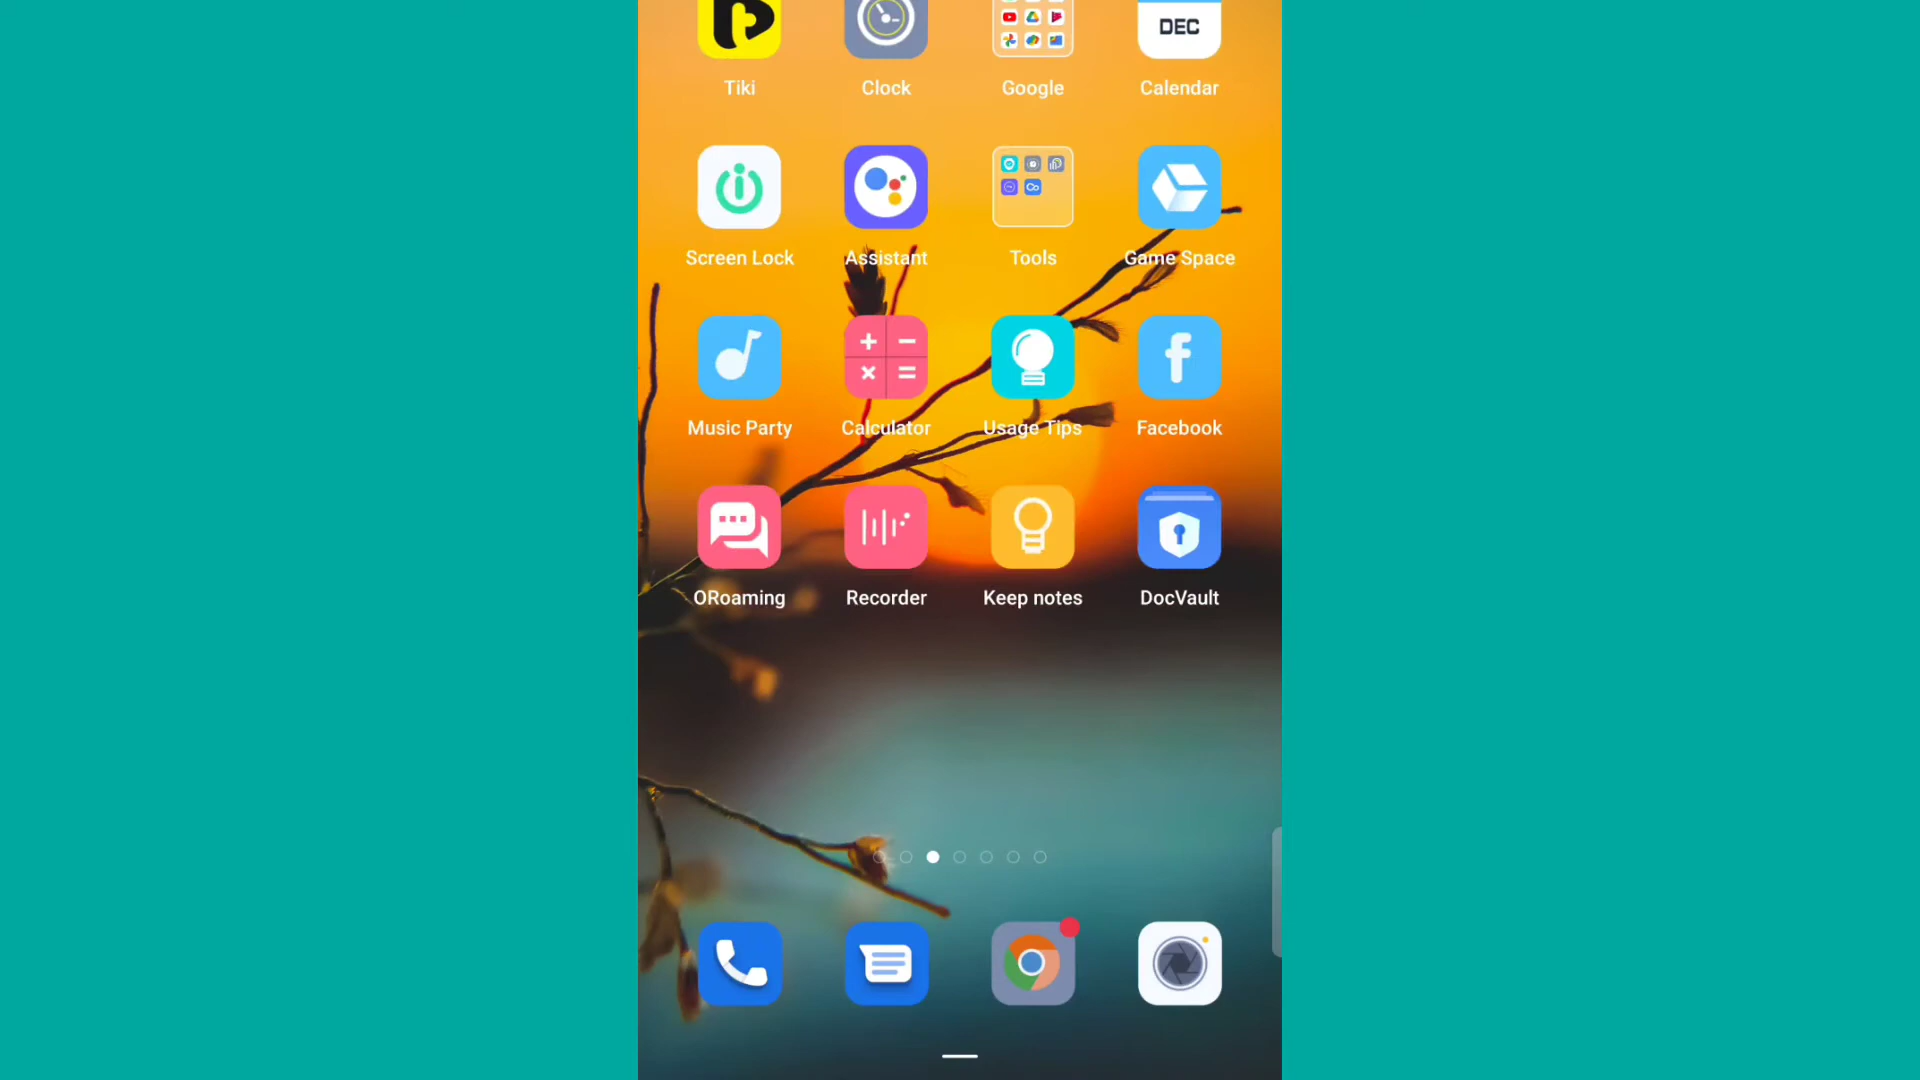 DEC
Tiki
Clock
Google
Calendar
Screen Lock
Assistant
Tools
Game Space
Music Party
Calculator
Usage Tips
Facebook
ORoaming
Recorder
Keep notes
DocVault